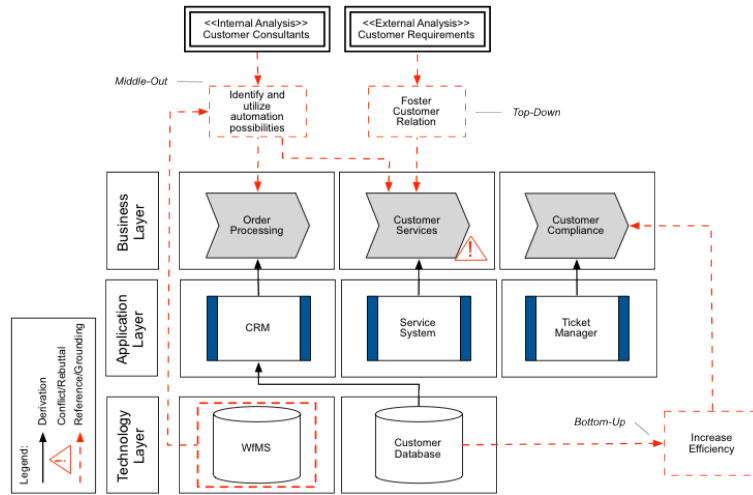 <<Internal Analysis>>
Customer Consultants
<<External Analysis>>
Customer Requirements
Middle-Out
Identify and
utilize
automation
possibilities
Foster
Customer
Relation
Top-Down
Business
Layer
Order
Processing
Customer
Services
!
Customer
Compliance
Application
Layer
CRM
Service
System
Ticket
Manager
Technology
Layer
WfMS
Customer
Database
Bottom-Up
Increase
Efficiency
Legend:
Derivation
!
Conflict/Rebuttal
Reference/Grounding